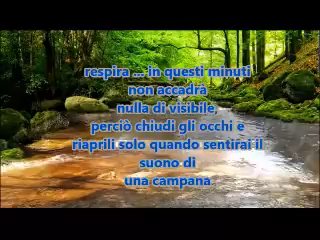 respira ... in questi minuti
non accadrà
nulla di visibile,
perciò chiudi gli occhi e
riaprili solo quando sentirai il
suono di
una campana